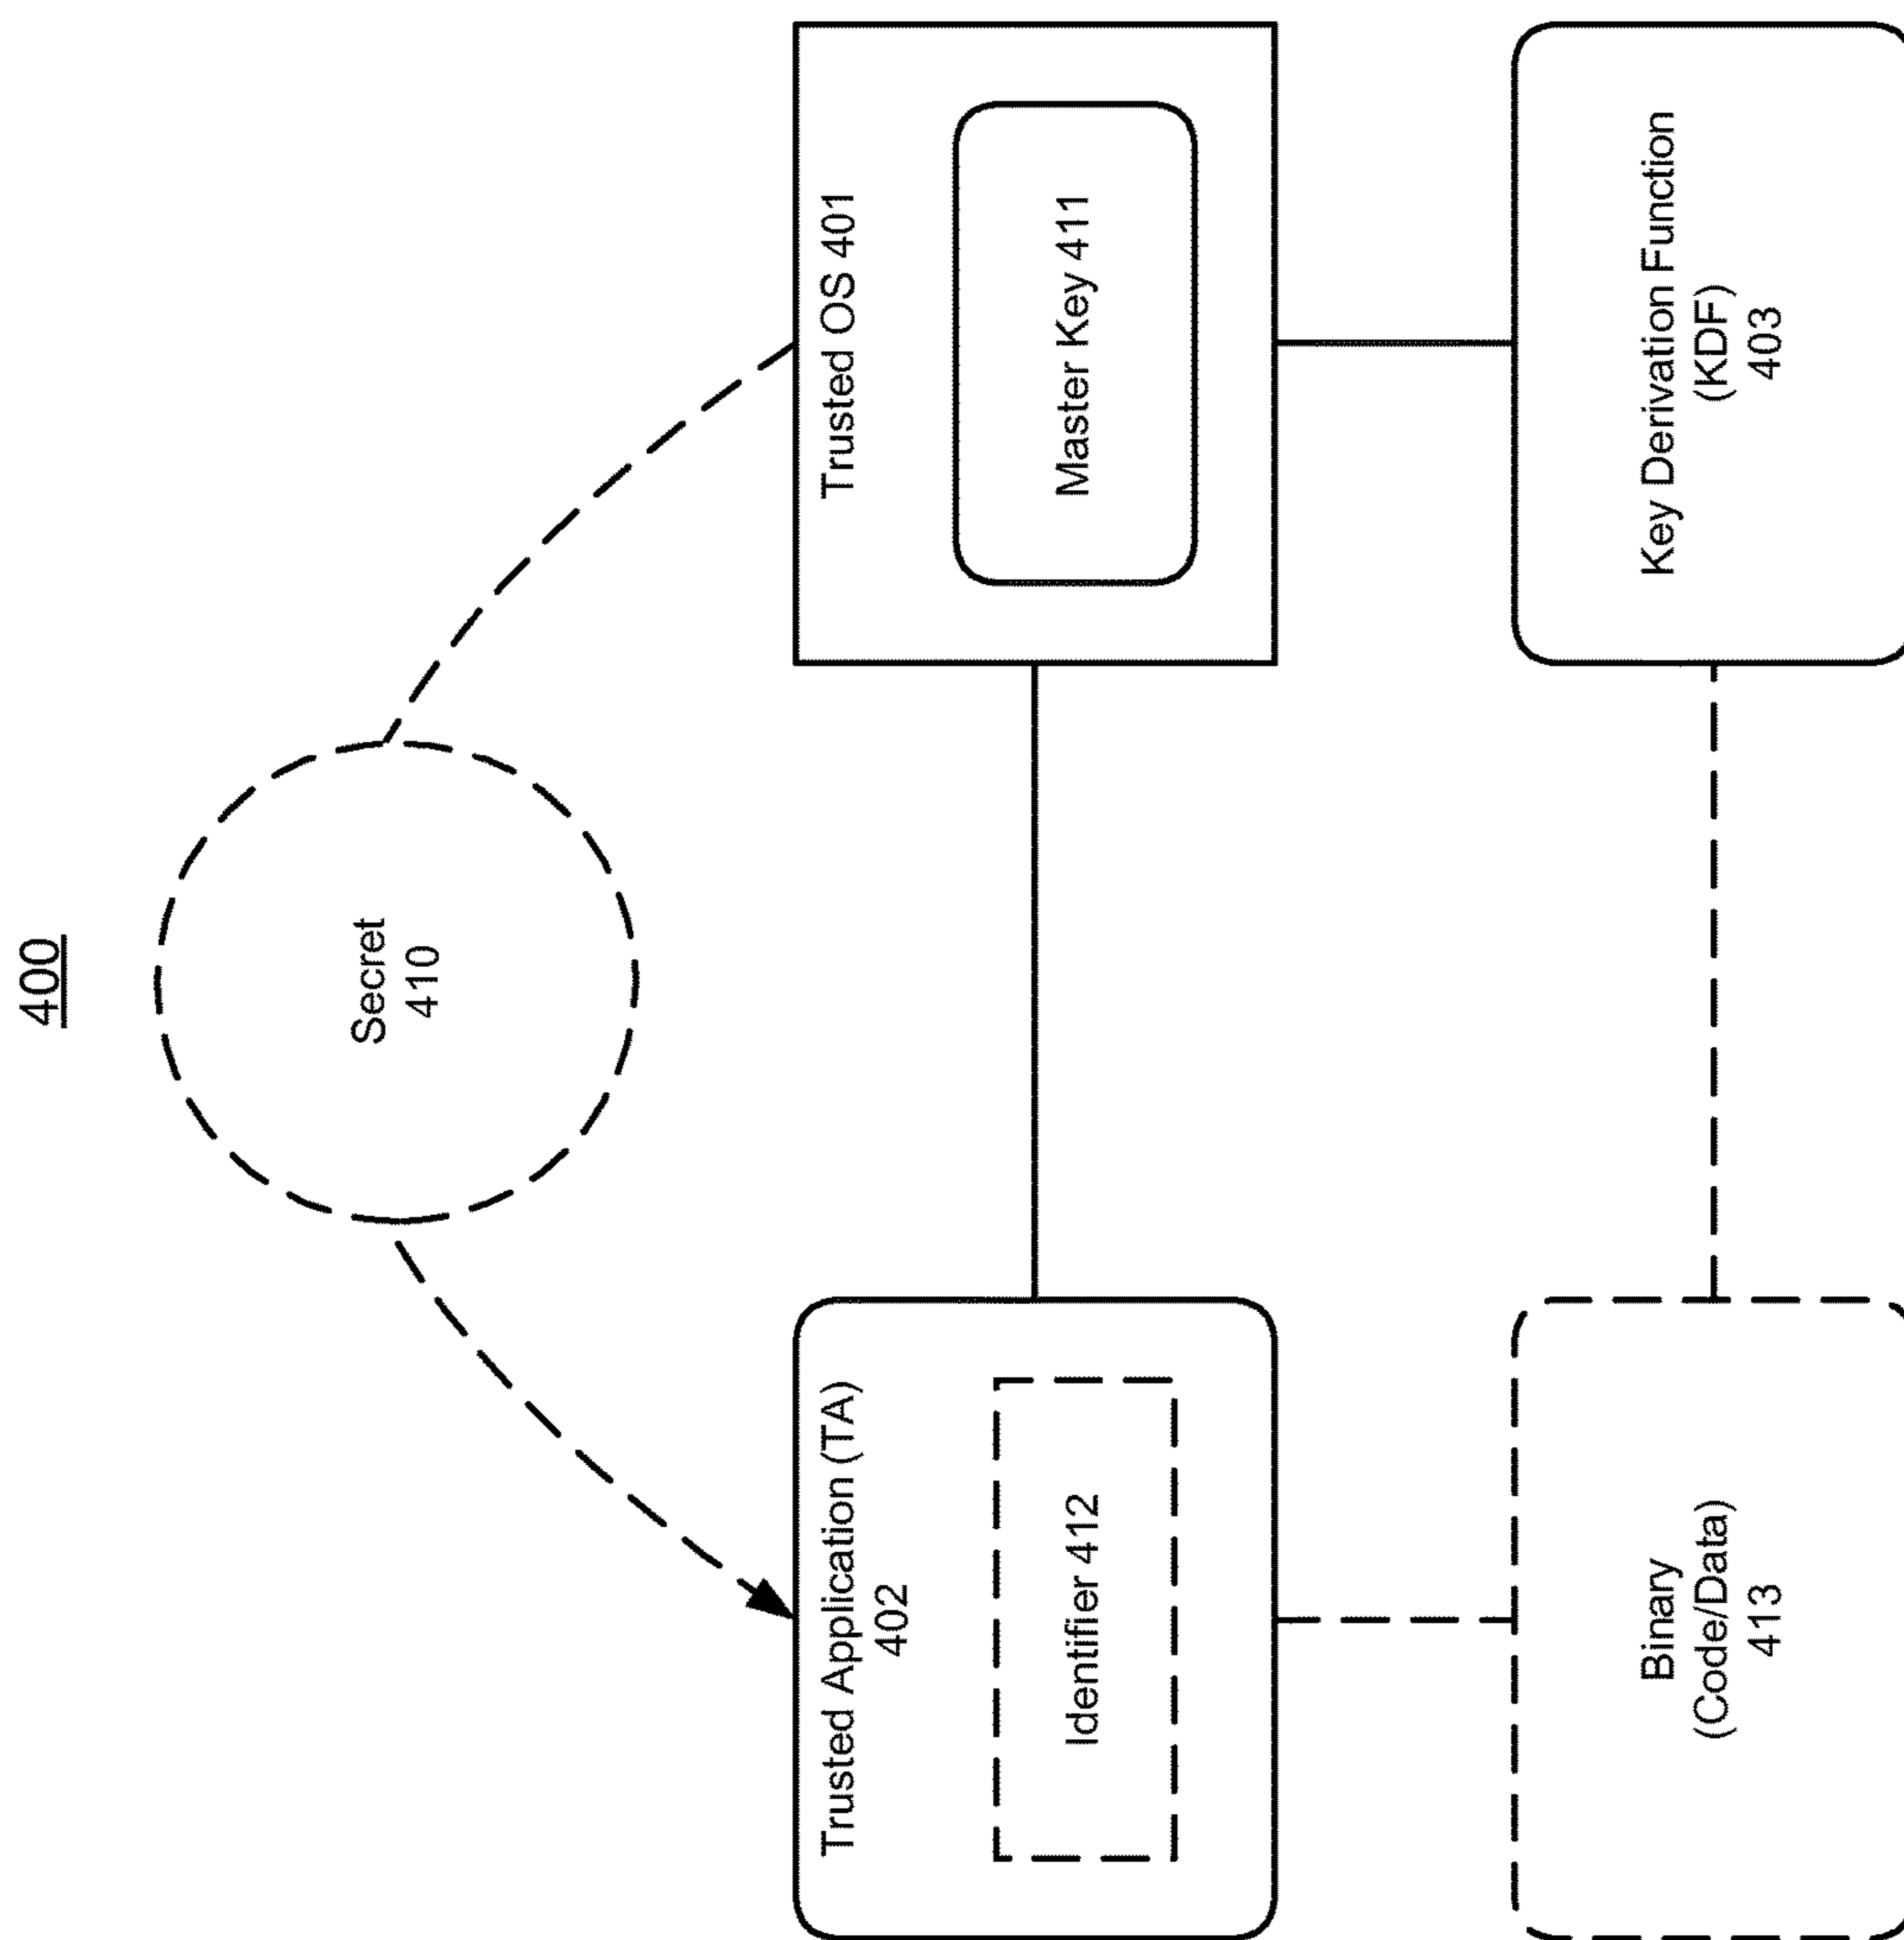 400
Secret
410
Trusted Application (TA)
402
Identifier 412
Trusted OS 401
Master Key 411
Binary
(Code/Data)
413
Key Derivation Function
(KDF)
403